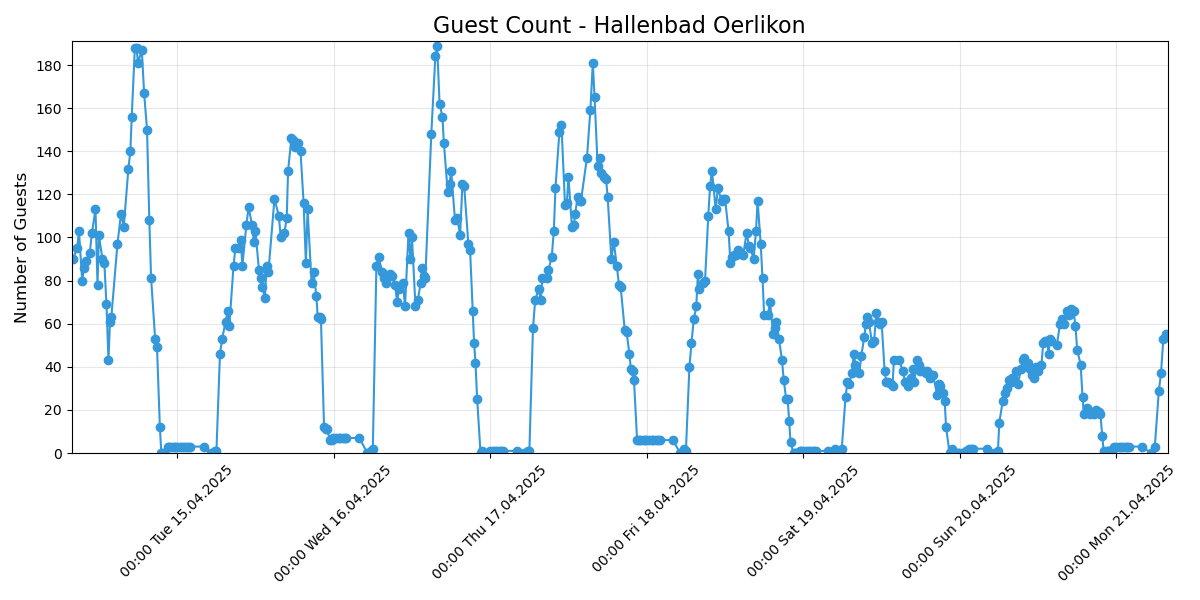 Guest Count - Hallenbad Oerlikon
Number of Guests
180
160
140
120
100
80
60
40
20
0
00:00 Tue 15.04.2025
00:00 Wed 16.04.2025
00:00 Thu 17.04.2025
00:00 Fri 18.04.2025
00:00 Sat 19.04.2025
00:00 Sun 20.04.2025
00:00 Mon 21.04.2025